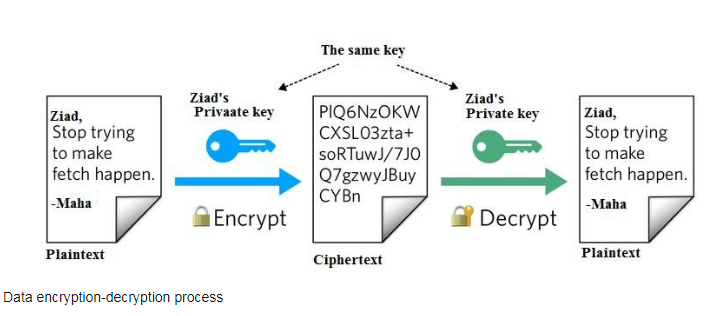 The same key
Ziad's
Privaate key
Ziad's
Private key
Ziad,
Stop trying
to make
fetch happen.
-Maha
Plaintext
Encrypt
PIQ6NzOKW
CXSL03zta+
soRTuwJ/7J0
Q7gzwyJBuy
CYBn
Ciphertext
Decrypt
Ziad,
Stop trying
to make
fetch happen.
-Maha
Plaintext
Data encryption-decryption process